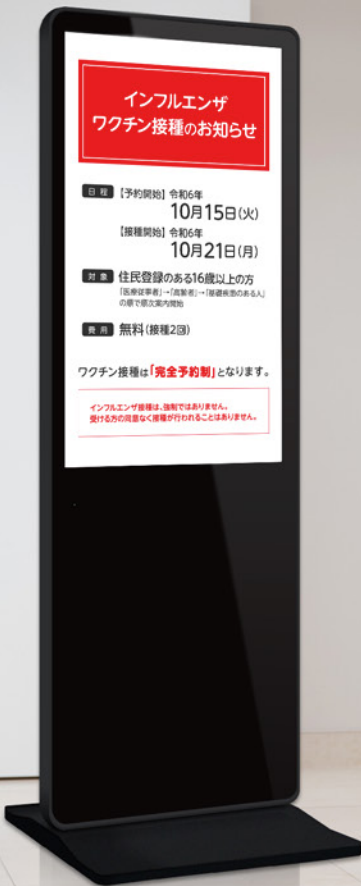 インフルエンザ
ワクチン接種のお知らせ
日程 【予約開始】 令和6年
10月15日(火)
【接種開始】 令和6年
10月21日(月)
対象 住民登録のある16歳以上の方
「医療従事者」→「高齢者」→「基礎疾患のある人」
の順で順次案内開始
費用 無料(接種2回)
ワクチン接種は「完全予約制」となります。
インフルエンザ接種は、強制ではありません。
受ける方の同意なく接種が行われることはありません。